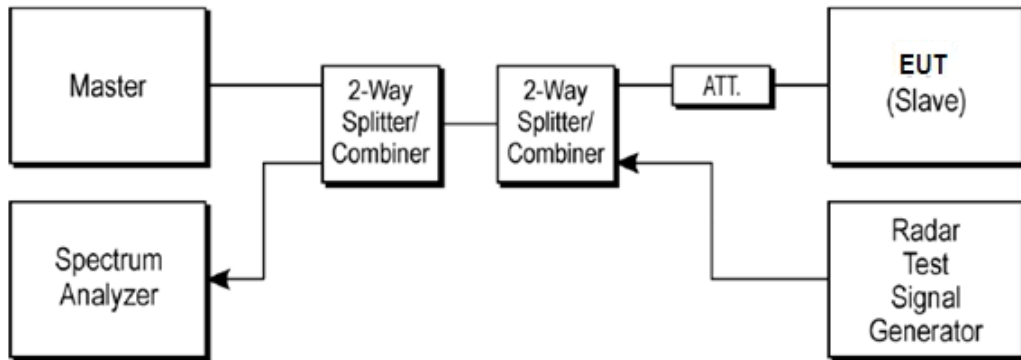 Master
2-Way
Splitter/
Combiner
2-Way
Splitter/
Combiner
ATT.
EUT
(Slave)
Spectrum
Analyzer
Radar
Test
Signal
Generator